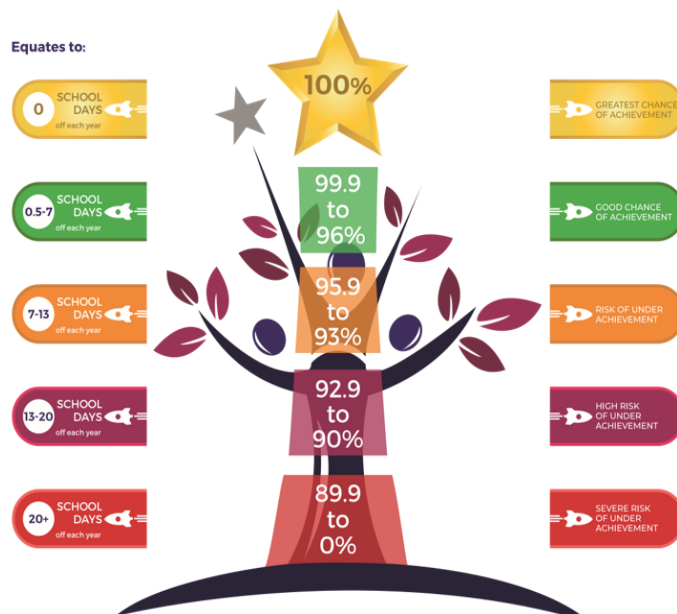 Equates to:
100%
0
SCHOOL
DAYS
off each year
GREATEST CHANCE
OF ACHIEVEMENT
99.9
to
96%
0.5-7
SCHOOL
DAYS
off each year
GOOD CHANCE
OF ACHIEVEMENT
95.9
to
93%
7-13
SCHOOL
DAYS
off each year
RISK OF UNDER
ACHIEVEMENT
92.9
to
90%
13-20
SCHOOL
DAYS
off each year
HIGH RISK
OF UNDER
ACHIEVEMENT
89.9
to
0%
20+
SCHOOL
DAYS
off each year
SEVERE RISK
OF UNDER
ACHIEVEMENT